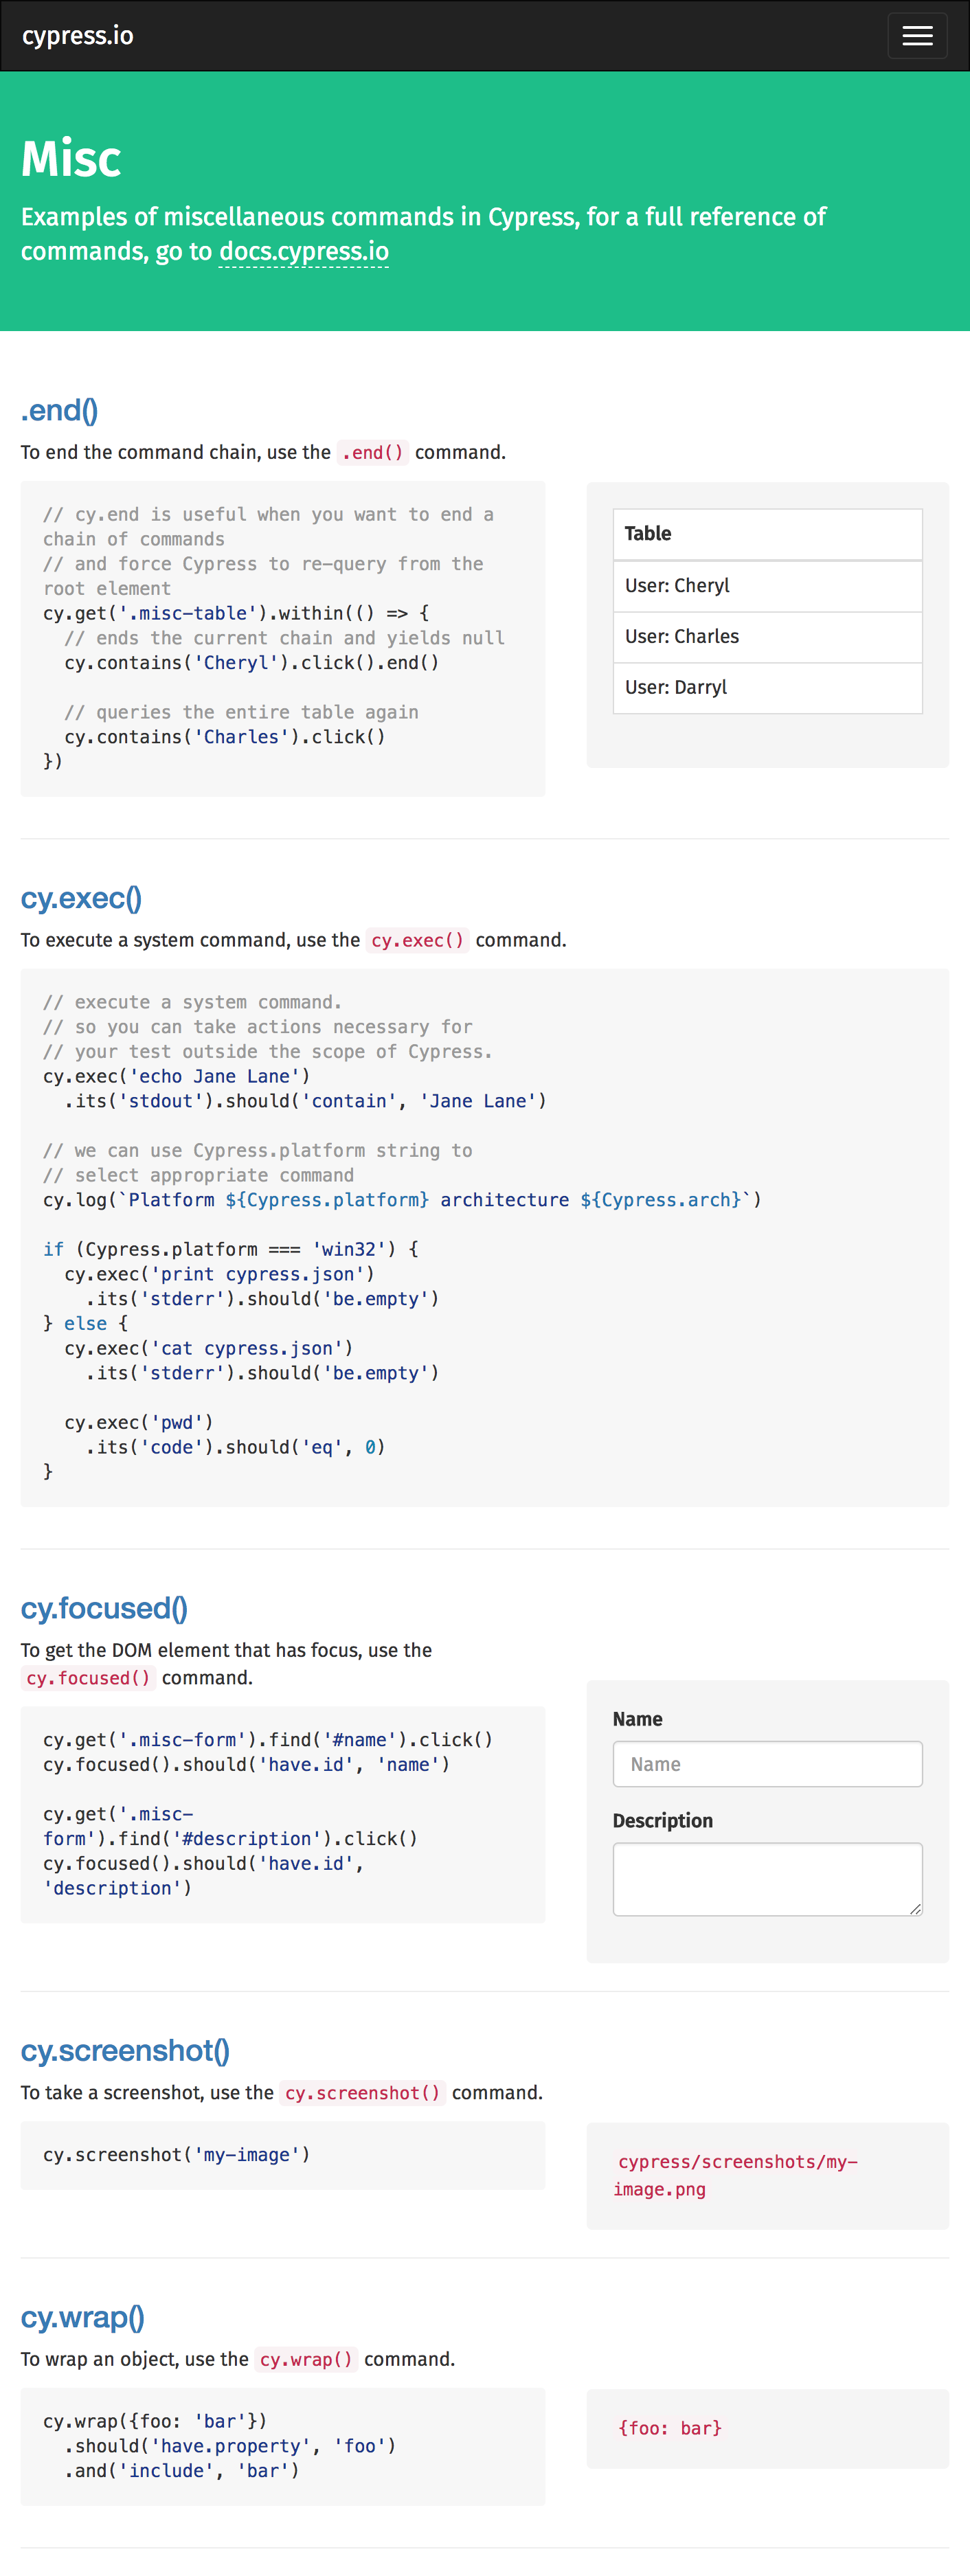 cypress.io
Misc
Examples of miscellaneous commands in Cypress, for a full reference of
commands, go to docs.cypress.io
.end()
To end the command chain, use the .end() command.
// cy.end is useful when you want to end a
chain of commands
// and force Cypress to re-query from the
root element
cy.get('.misc-table').within(() => {
  // ends the current chain and yields null
  cy.contains('Cheryl').click().end()

  // queries the entire table again
  cy.contains('Charles').click()
})
Table
User: Cheryl
User: Charles
User: Darryl
cy.exec()
To execute a system command, use the cy.exec() command.
// execute a system command.
// so you can take actions necessary for
// your test outside the scope of Cypress.
cy.exec('echo Jane Lane')
  .its('stdout').should('contain', 'Jane Lane')

// we can use Cypress.platform string to
// select appropriate command
cy.log(`Platform ${Cypress.platform} architecture ${Cypress.arch}`)

if (Cypress.platform === 'win32') {
  cy.exec('print cypress.json')
    .its('stderr').should('be.empty')
} else {
  cy.exec('cat cypress.json')
    .its('stderr').should('be.empty')

  cy.exec('pwd')
    .its('code').should('eq', 0)
}
cy.focused()
To get the DOM element that has focus, use the
cy.focused() command.
cy.get('.misc-form').find('#name').click()
cy.focused().should('have.id', 'name')

cy.get('.misc-
form').find('#description').click()
cy.focused().should('have.id',
'description')
Name
Name
Description
cy.screenshot()
To take a screenshot, use the cy.screenshot() command.
cy.screenshot('my-image')
cypress/screenshots/my-
image.png
cy.wrap()
To wrap an object, use the cy.wrap() command.
cy.wrap({foo: 'bar'})
  .should('have.property', 'foo')
  .and('include', 'bar')
{foo: bar}